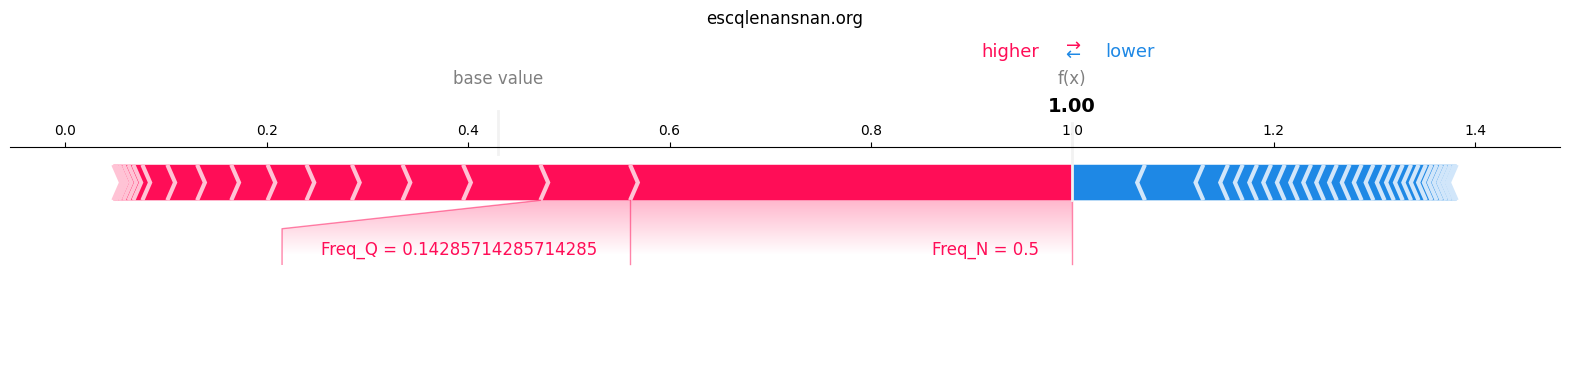 escqlenansnan.org
higher ⇄ lower
base value f(x)
1.00
0.0 0.2 0.4 0.6 0.8 1.0 1.2 1.4
Freq_Q = 0.14285714285714285 Freq_N = 0.5